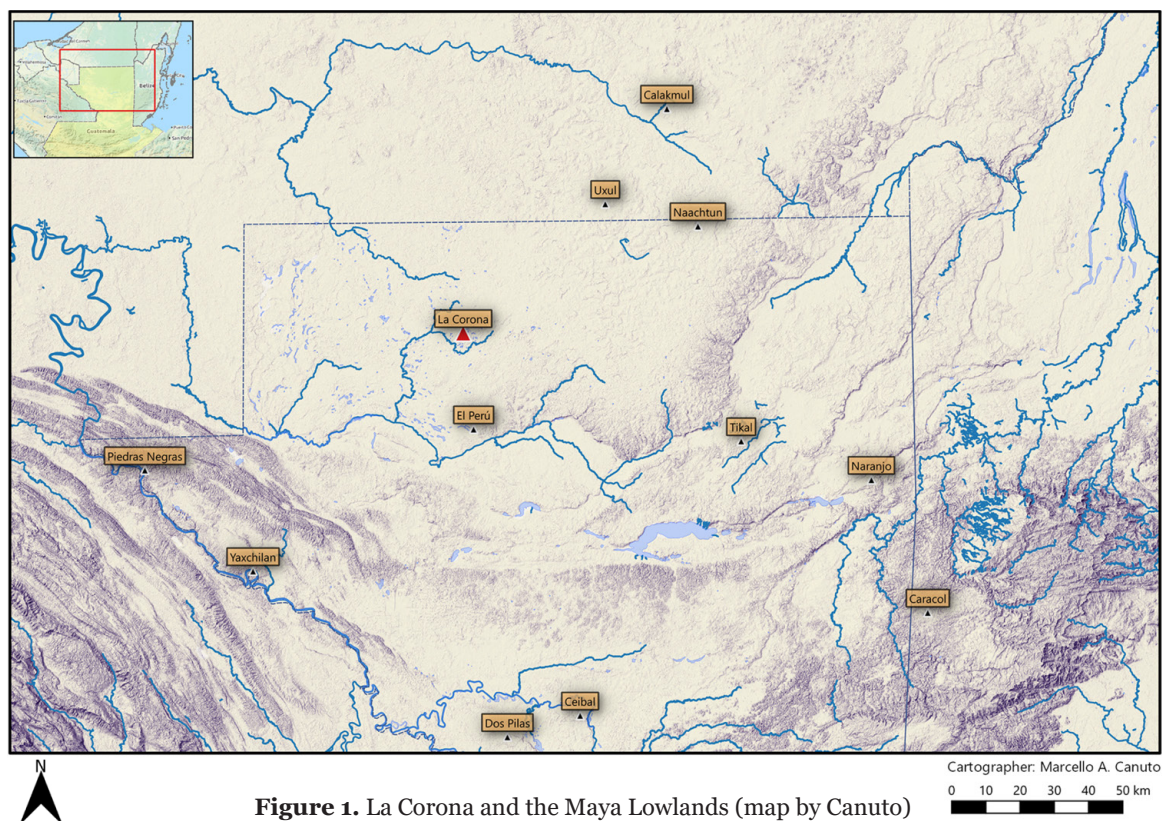 Belize
Guatemala
Calakmul
Uxul
Naachtun
La Corona
El Perú
Tikal
Piedras Negras
Naranjo
Yaxchilan
Caracol
Ceibal
Dos Pilas
N
Cartographer: Marcello A. Canuto
0 10 20 30 40 50 km
Figure 1. La Corona and the Maya Lowlands (map by Canuto)